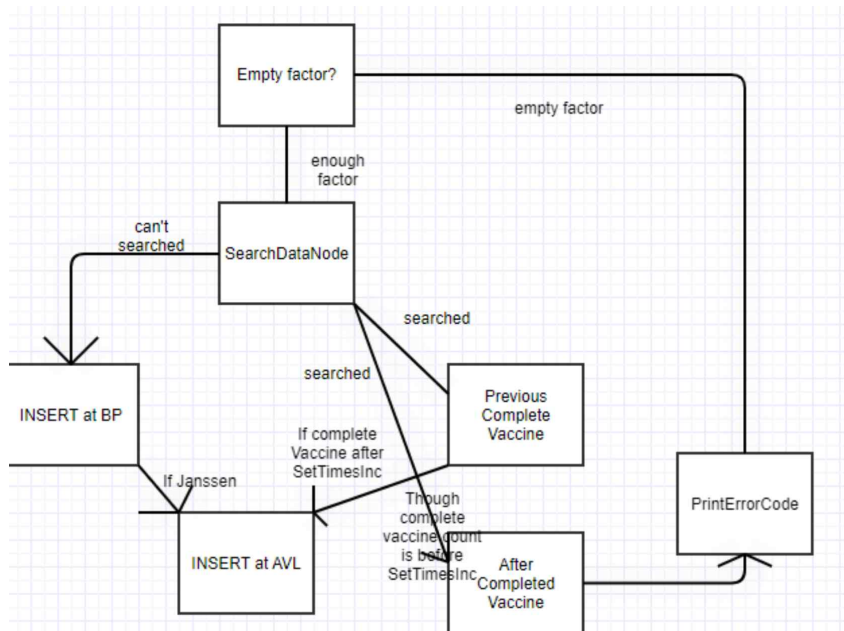 Empty factor?
empty factor
enough
factor
can't
searched
SearchDataNode
searched
searched
INSERT at BP
Previous
Complete
Vaccine
If complete
Vaccine after
SetTimesInc
If Janssen
Though
complete
vaccine count
is before
SetTimesInc
PrintErrorCode
INSERT at AVL
After
Completed
Vaccine